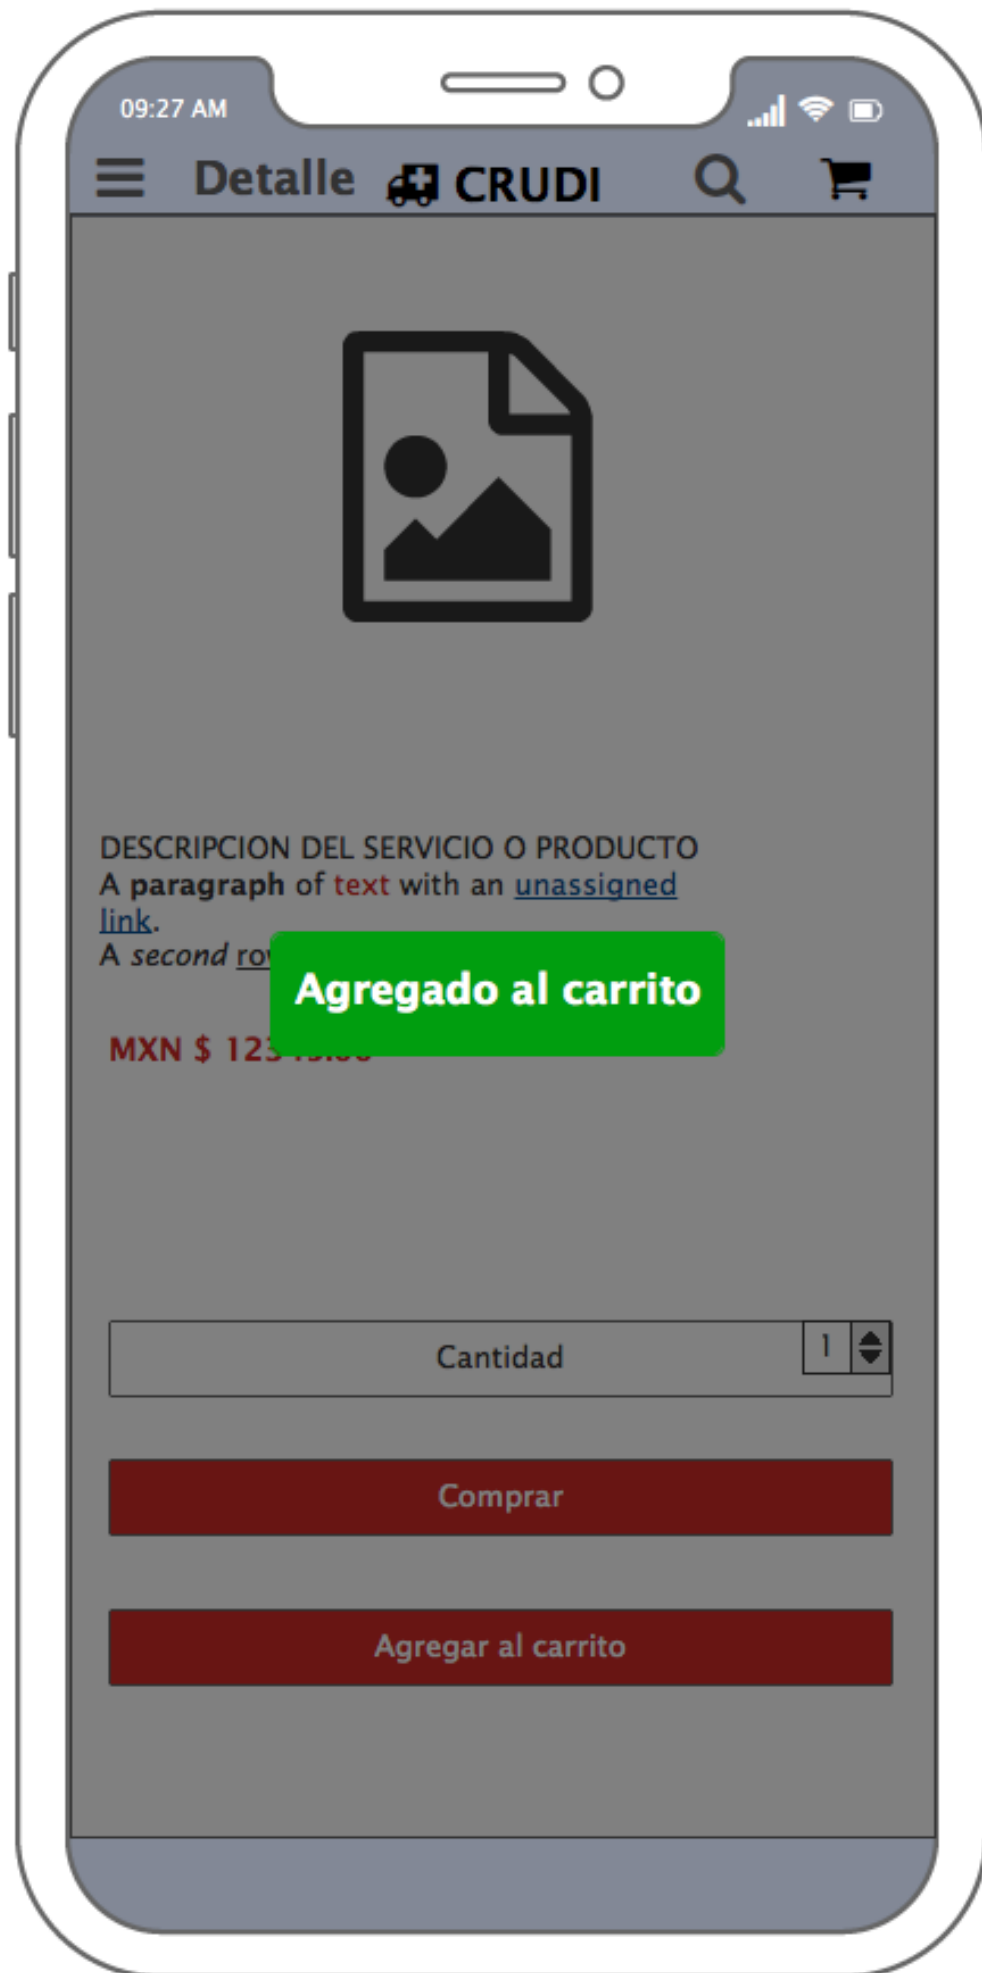 09:27 AM
Detalle CRUDI
DESCRIPCION DEL SERVICIO O PRODUCTO
A paragraph of text with an unassigned
link.
A second
Agregado al carrito
MXN $
Cantidad 1
Comprar
Agregar al carrito